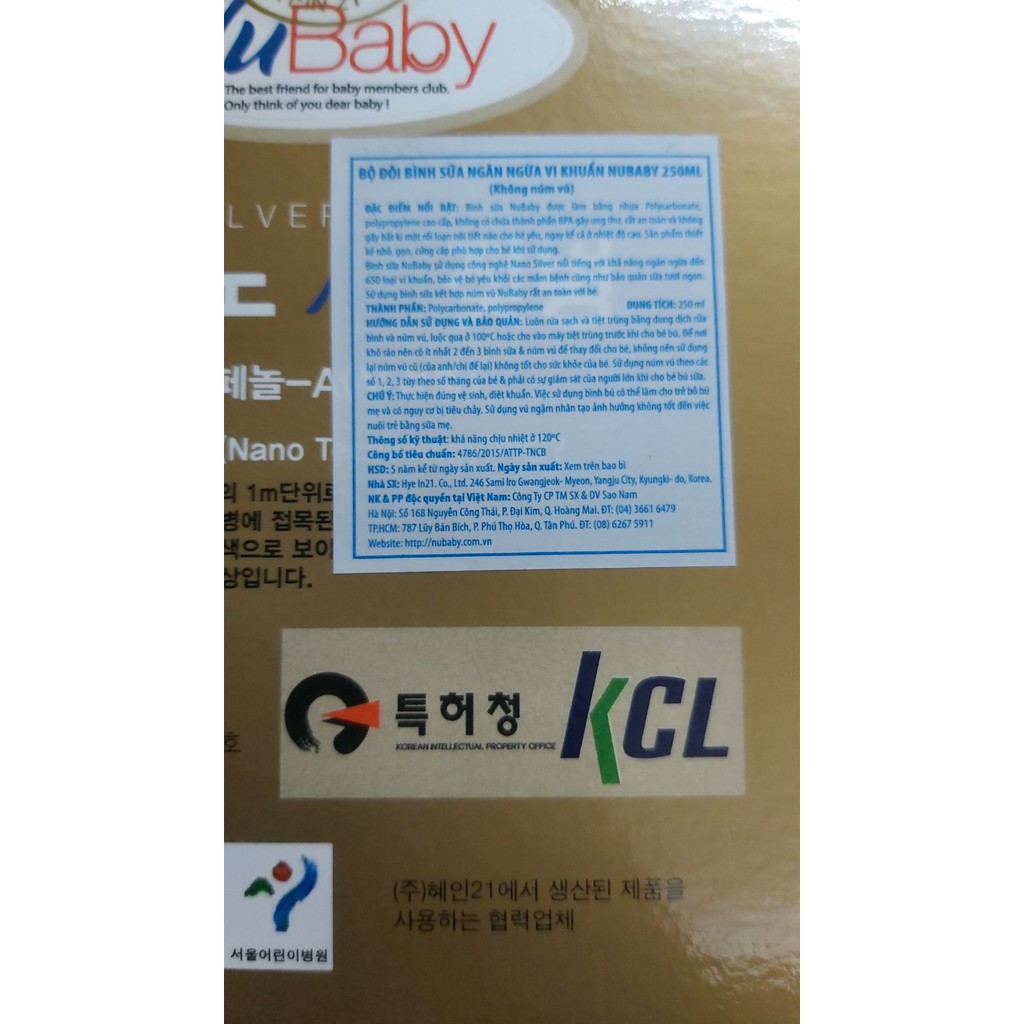 NuBaby
The best friend for baby members club.
Only think of you dear baby !
BỘ ĐÔI BÌNH SỮA NGĂN NGỪA VI KHUẨN NUBABY 250ML
(Không núm vú)
ĐẶC ĐIỂM NỔI BẬT: Bình sữa NuBaby được làm bằng nhựa Polycarbonate,
polypropylene cao cấp, không có chứa thành phần BPA gây ung thư, rất an toàn và không
gây bất kì một rối loạn nội tiết nào cho bé yêu, ngay kể cả ở nhiệt độ cao. Sản phẩm thiết
kế nhỏ, gọn, cứng cáp phù hợp cho bé khi sử dụng.
Bình sữa NuBaby sử dụng công nghệ Nano Silver nổi tiếng với khả năng ngăn ngừa đến
650 loại vi khuẩn, bảo vệ bé yêu khỏi các mầm bệnh cũng như bảo quản sữa tươi ngon.
Sử dụng bình sữa kết hợp núm vú NuBaby rất an toàn với bé.
THÀNH PHẦN: Polycarbonate, polypropylene DUNG TÍCH: 250 ml
HƯỚNG DẪN SỬ DỤNG VÀ BẢO QUẢN: Luôn rửa sạch và tiệt trùng bằng dung dịch rửa
bình và núm vú, luộc qua ở 100ºC hoặc cho vào máy tiệt trùng trước khi cho bé bú. Để nơi
khô ráo nên có ít nhất 2 đến 3 bình sữa & núm vú để thay đổi cho bé, không nên sử dụng
lại núm vú cũ (của anh/chị để lại) không tốt cho sức khỏe của bé. Sử dụng núm vú theo các
số 1, 2, 3 tùy theo số tháng của bé & phải có sự giám sát của người lớn khi cho bé bú sữa.
CHÚ Ý: Thực hiện đúng vệ sinh, diệt khuẩn. Việc sử dụng bình bú có thể làm cho trẻ bỏ bú
mẹ và có nguy cơ bị tiêu chảy. Sử dụng vú ngậm nhân tạo ảnh hưởng không tốt đến việc
nuôi trẻ bằng sữa mẹ.
Thông số kỹ thuật: khả năng chịu nhiệt ở 120ºC
Công bố tiêu chuẩn: 4786/2015/ATTP-TNCB
HSD: 5 năm kể từ ngày sản xuất. Ngày sản xuất: Xem trên bao bì
Nhà SX: Hye In21. Co., Ltd. 246 Sami Iro Gwangjeok- Myeon, Yangju City, Kyungki- do, Korea.
NK & PP độc quyền tại Việt Nam: Công Ty CP TM SX & DV Sao Nam
Hà Nội: Số 168 Nguyễn Công Thái, P. Đại Kim, Q. Hoàng Mai. ĐT: (04) 3661 6479
TP.HCM: 787 Lũy Bán Bích, P. Phú Thọ Hòa, Q. Tân Phú. ĐT: (08) 6267 5911
Website: http://nubaby.com.vn
LVER
페놀-A
(Nano T
의 1m단위로
병에 접목된
색으로 보이
상입니다.
호
특허청
KOREAN INTELLECTUAL PROPERTY OFFICE
KCL
서울어린이병원
(주)혜인21에서 생산된 제품을
사용하는 협력업체